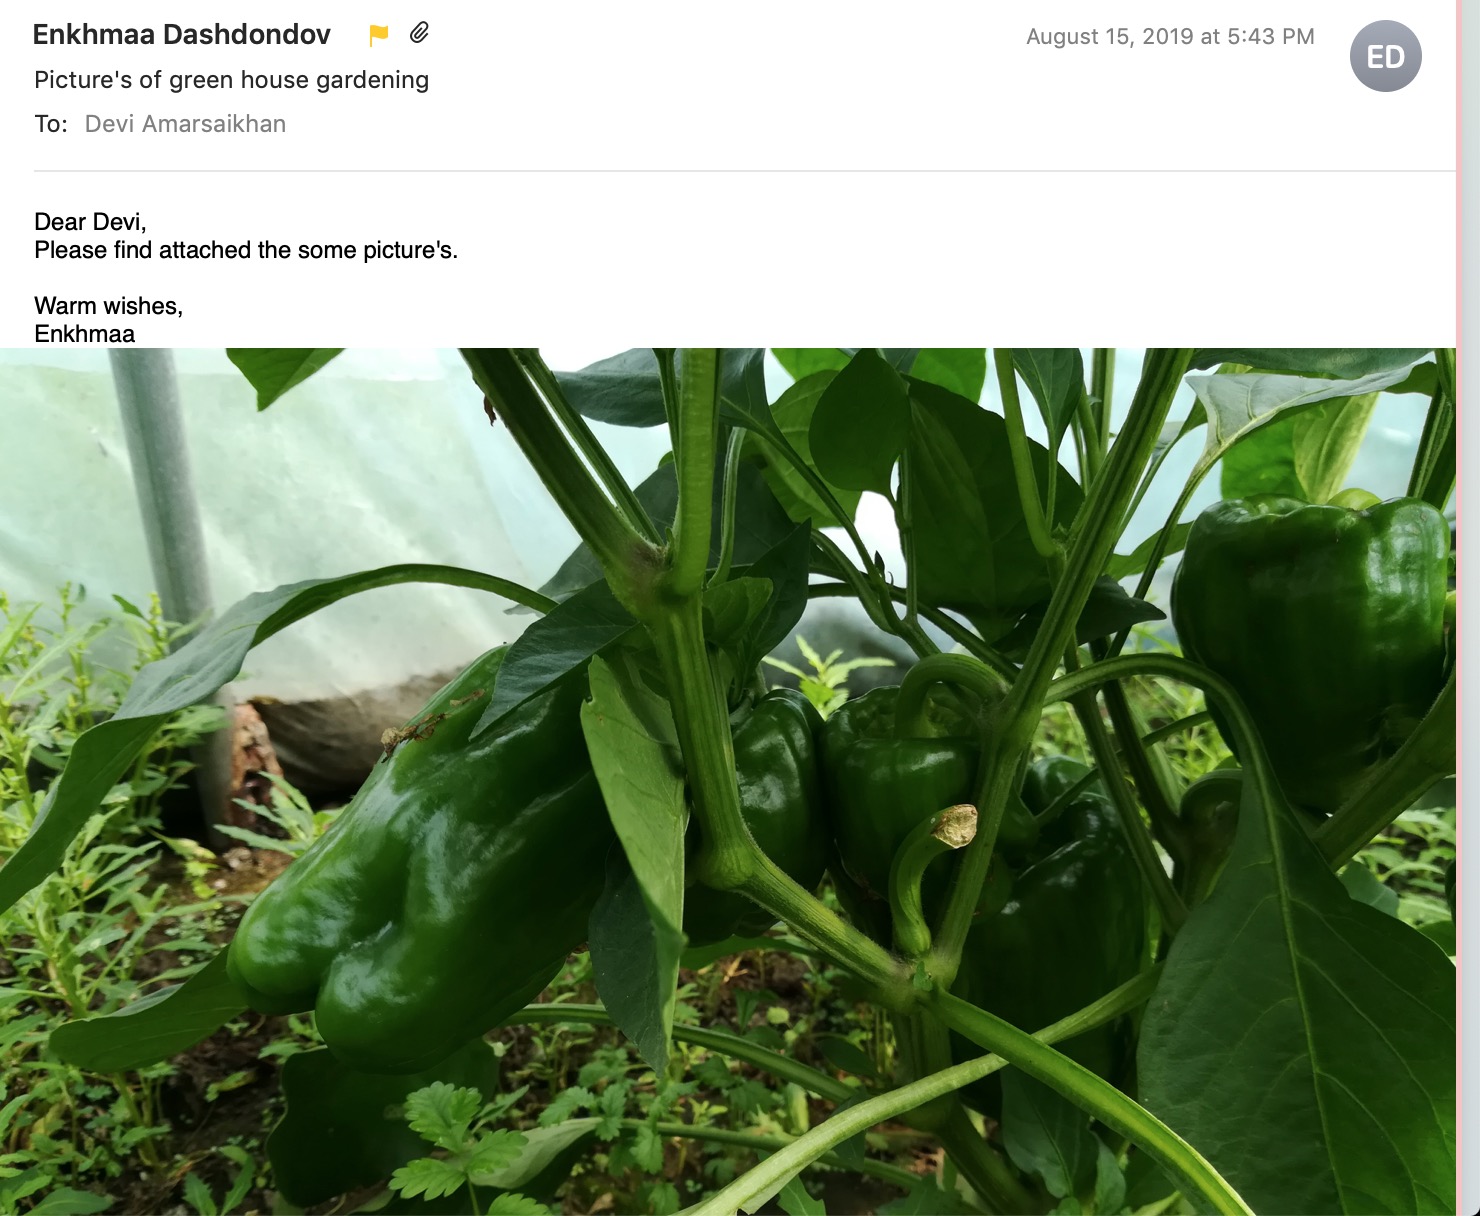 Enkhmaa Dashdondov
August 15, 2019 at 5:43 PM
ED
Picture's of green house gardening
To: Devi Amarsaikhan
Dear Devi,
Please find attached the some picture's.
Warm wishes,
Enkhmaa